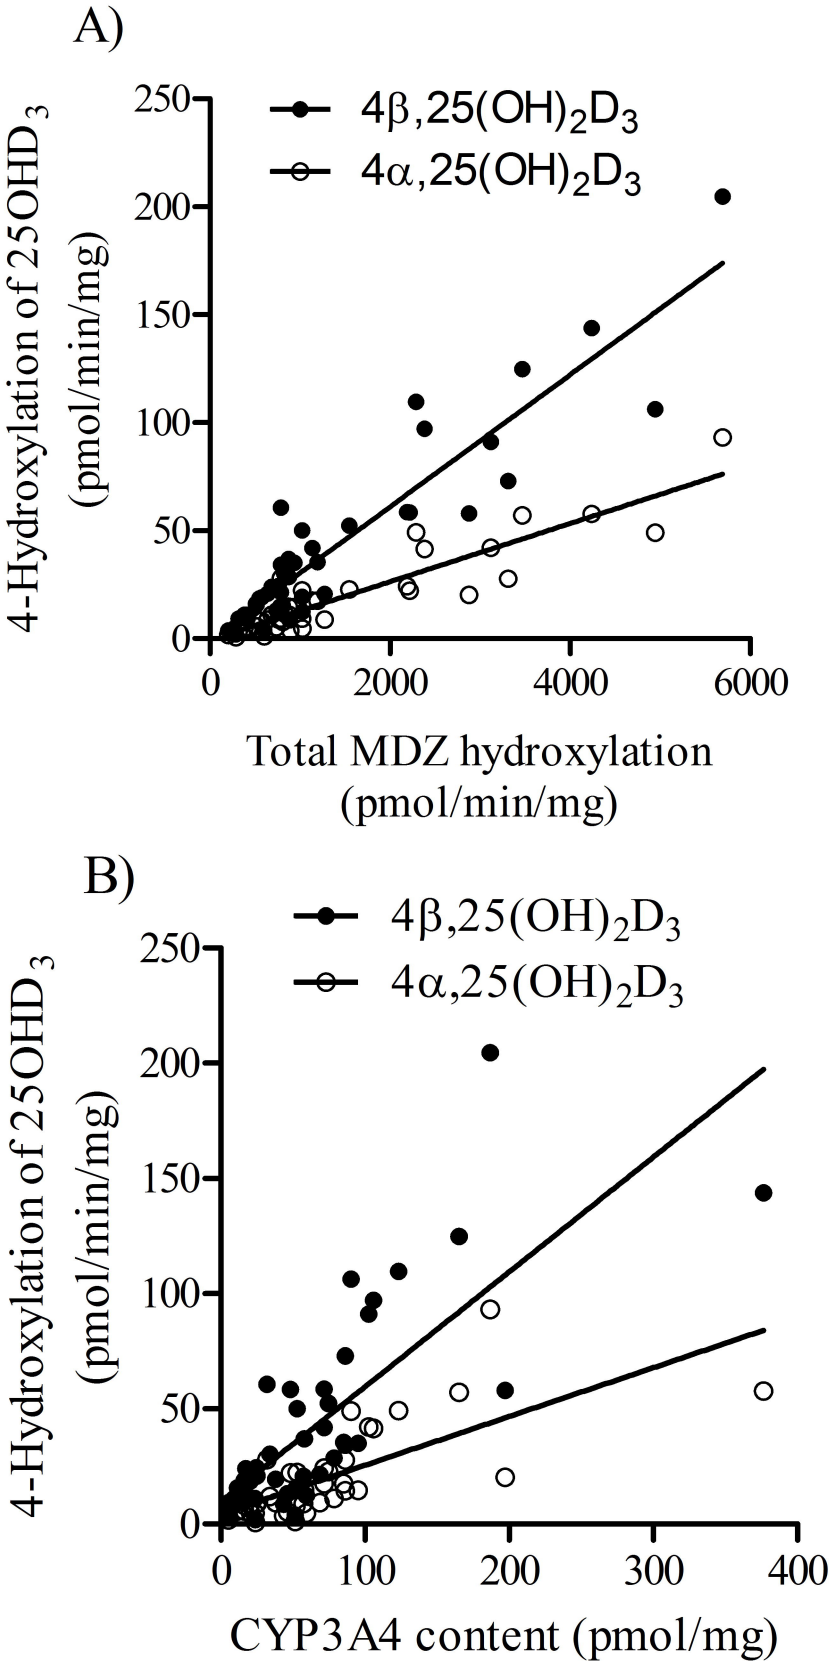 A)
4-Hydroxylation of 25OHD3
(pmol/min/mg)
250
200
150
100
50
0
4β,25(OH)2D3
4α,25(OH)2D3
0 2000 4000 6000
Total MDZ hydroxylation
(pmol/min/mg)
B)
4-Hydroxylation of 25OHD3
(pmol/min/mg)
250
200
150
100
50
0
4β,25(OH)2D3
4α,25(OH)2D3
0 100 200 300 400
CYP3A4 content (pmol/mg)